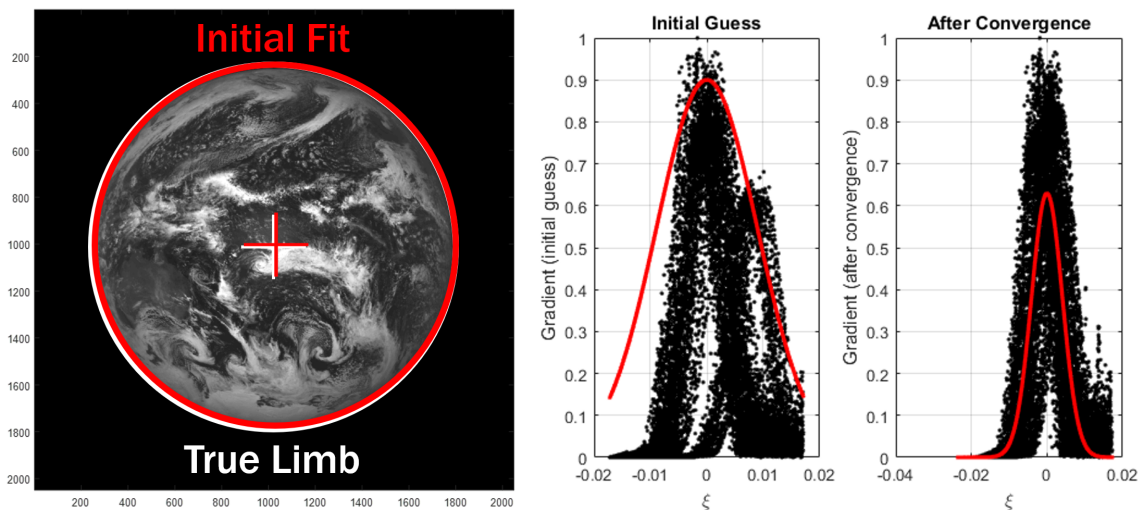 Initial Fit
200
400
600
800
1000
1200
1400
1600
1800
2000
True Limb
200 400 600 800 1000 1200 1400 1600 1800 2000
Initial Guess
Gradient (initial guess)
1
0.9
0.8
0.7
0.6
0.5
0.4
0.3
0.2
0.1
0
-0.02 -0.01 0 0.01 0.02
ξ
After Convergence
Gradient (after convergence)
1
0.9
0.8
0.7
0.6
0.5
0.4
0.3
0.2
0.1
0
-0.04 -0.02 0 0.02
ξ